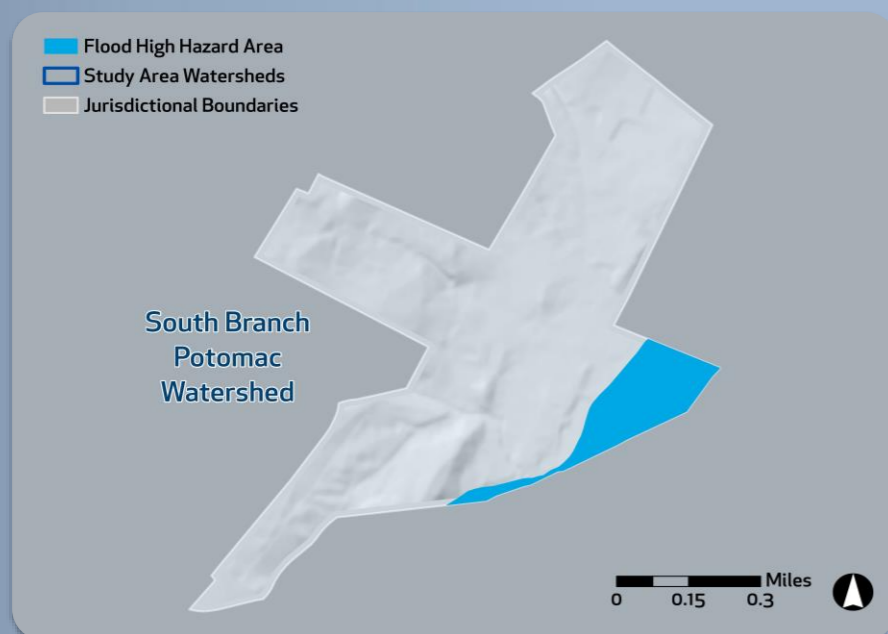 Flood High Hazard Area
Study Area Watersheds
Jurisdictional Boundaries
South Branch
Potomac
Watershed
Miles
0 0.15 0.3